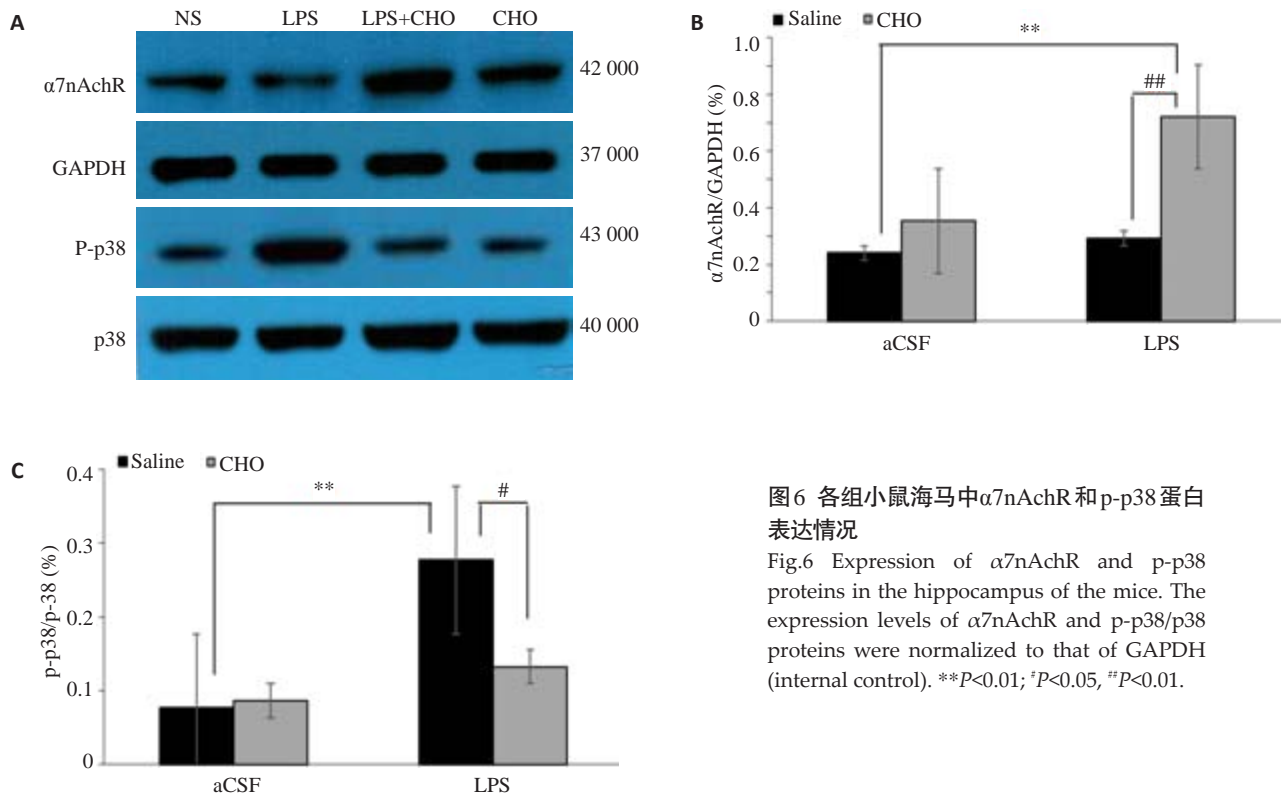 A
NS LPS LPS+CHO CHO
α7nAchR 42 000
GAPDH 37 000
P-p38 43 000
p38 40 000
B
Saline CHO
α7nAchR/GAPDH (%)
1.0
0.8
0.6
0.4
0.2
0
**
##
aCSF LPS
C
Saline CHO
p-p38/p-38 (%)
0.4
0.3
0.2
0.1
0
**
#
aCSF LPS
图6 各组小鼠海马中α7nAchR和p-p38蛋白
表达情况
Fig.6 Expression of α7nAchR and p-p38
proteins in the hippocampus of the mice. The
expression levels of α7nAchR and p-p38/p38
proteins were normalized to that of GAPDH
(internal control). **P<0.01; #P<0.05, ##P<0.01.